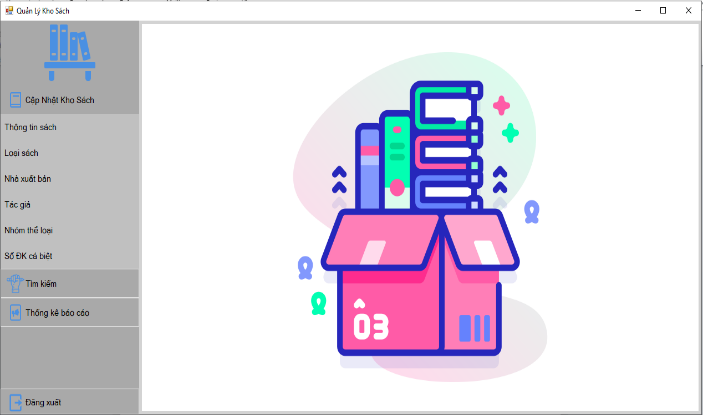 Quản Lý Kho Sách
Cập Nhật Kho Sách
Thông tin sách
Loại sách
Nhà xuất bản
Tác giả
Nhóm thể loại
Số ĐK cá biệt
Tìm kiếm
Thống kê báo cáo
Đăng xuất
03